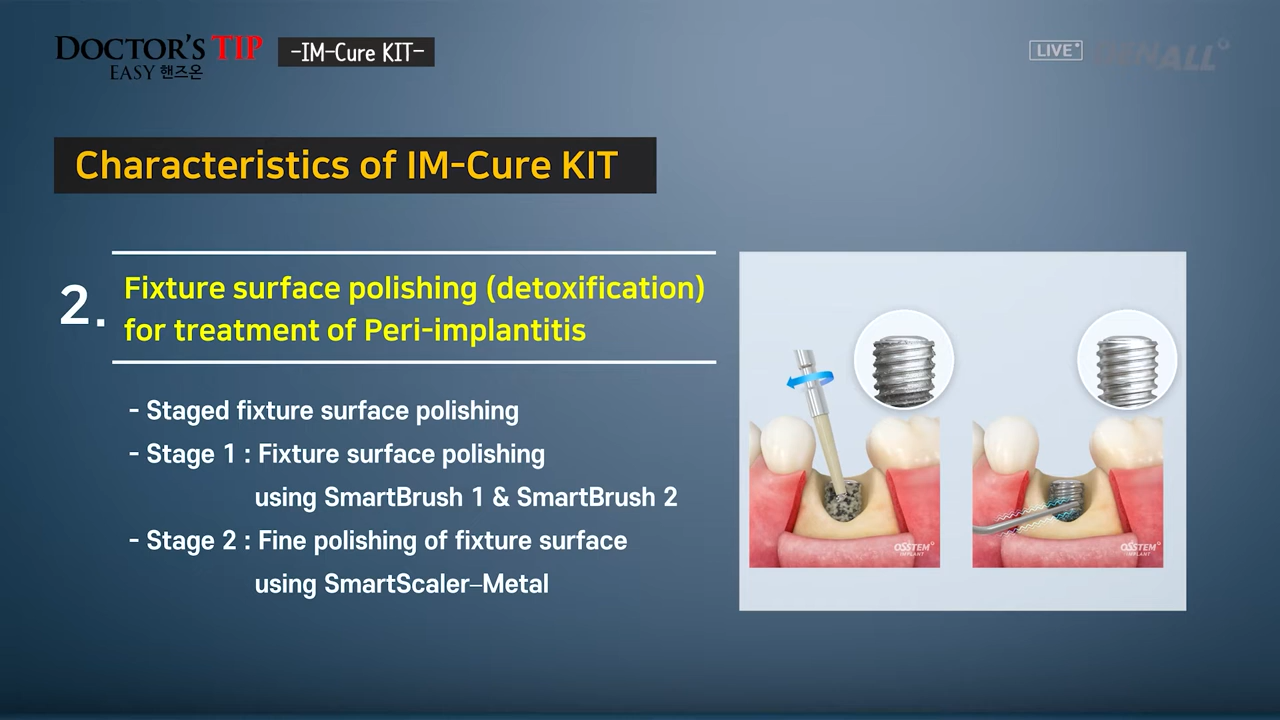 DOCTOR'S TIP
EASY 핸즈온
-IM-Cure KIT-
LIVE
DENALL
Characteristics of IM-Cure KIT
2.
Fixture surface polishing (detoxification)
for treatment of Peri-implantitis
- Staged fixture surface polishing
- Stage 1 : Fixture surface polishing
using SmartBrush 1 & SmartBrush 2
- Stage 2 : Fine polishing of fixture surface
using SmartScaler–Metal
OSSTEM
IMPLANT
OSSTEM
IMPLANT